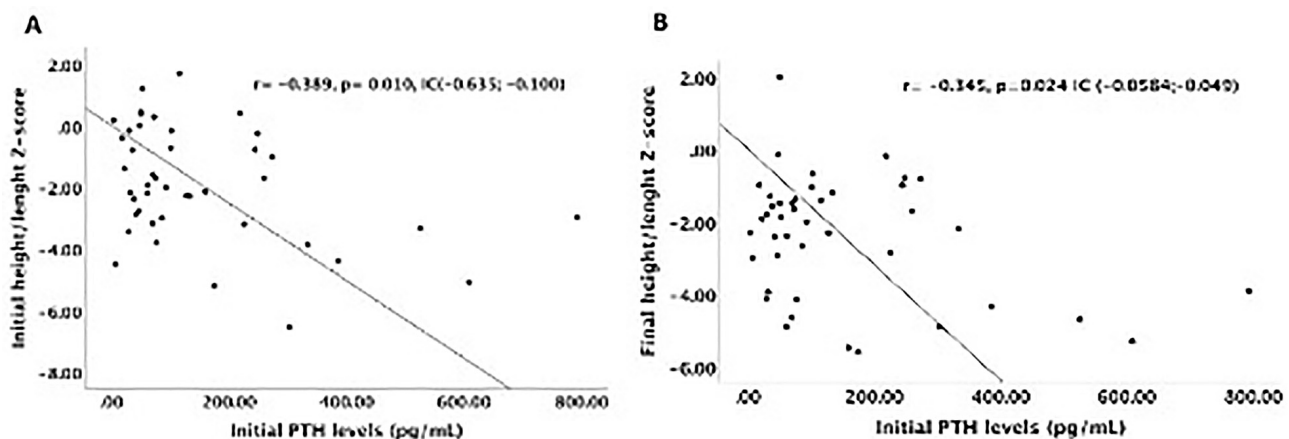 A
r= -0.389, p= 0.010, IC(-0.635; -0.100)
Initial height/lenght Z-score
2.00
.00
-2.00
-4.00
-6.00
-8.00
.00 200.00 400.00 600.00 800.00
Initial PTH levels (pg/mL)
B
r= -0.345, p=0.024 IC (-0.0584;-0.049)
Final height/lenght Z-score
2.00
.00
-2.00
-4.00
-6.00
.00 200.00 400.00 600.00 800.00
Initial PTH levels (pg/mL)